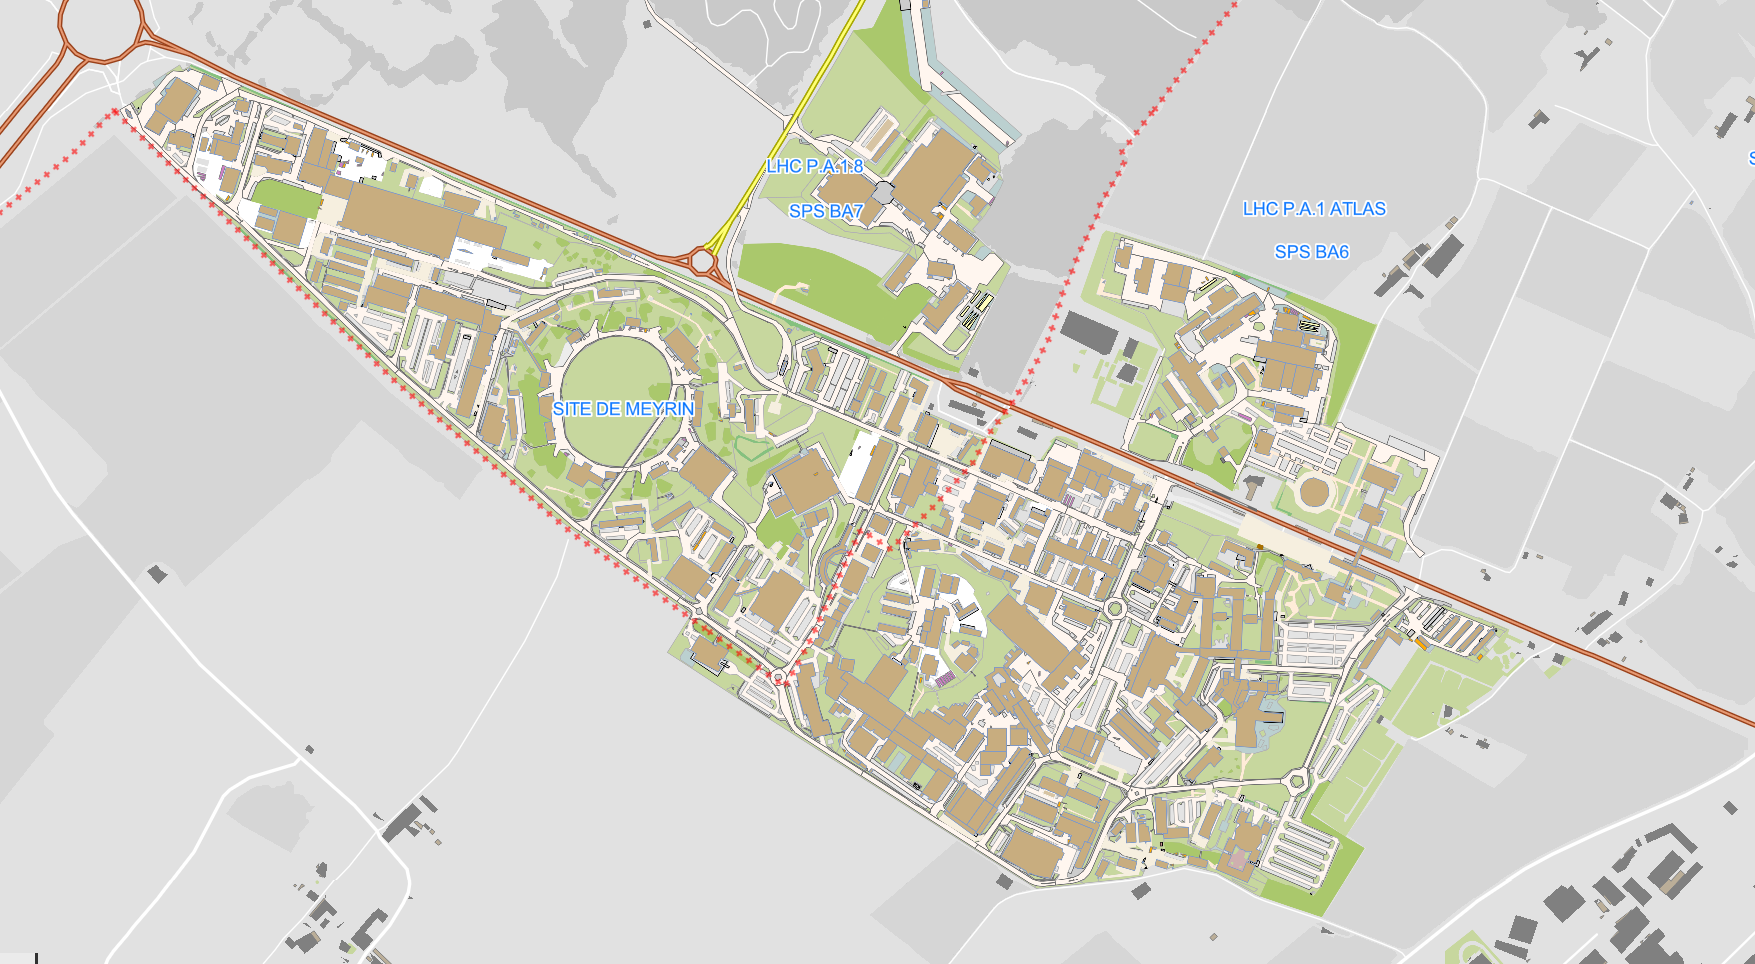 LHC P.A.1.8
SPS BA7
LHC P.A.1 ATLAS
SPS BA6
SITE DE MEYRIN
S